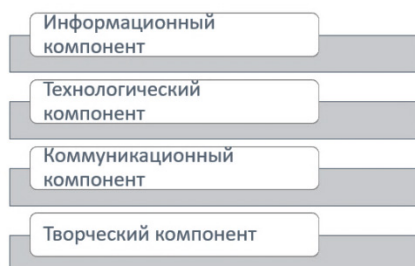 Информационный
компонент
Технологический
компонент
Коммуникационный
компонент
Творческий компонент